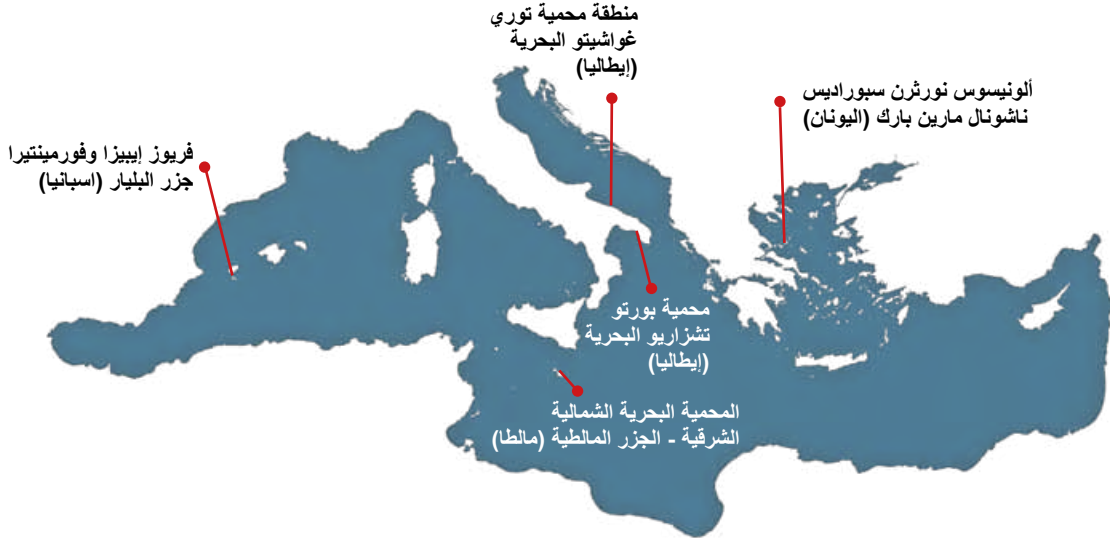 منطقة محمية توري
غواشيتو البحرية
(إيطاليا)
ألونيسوس نورثرن سبوراديس
ناشونال مارين بارك (اليونان)
فريوز إيبيزا وفورمينتيرا
جزر البليار (اسبانيا)
محمية بورتو
تشزاريو البحرية
(إيطاليا)
المحمية البحرية الشمالية
الشرقية - الجزر المالطية (مالطا)